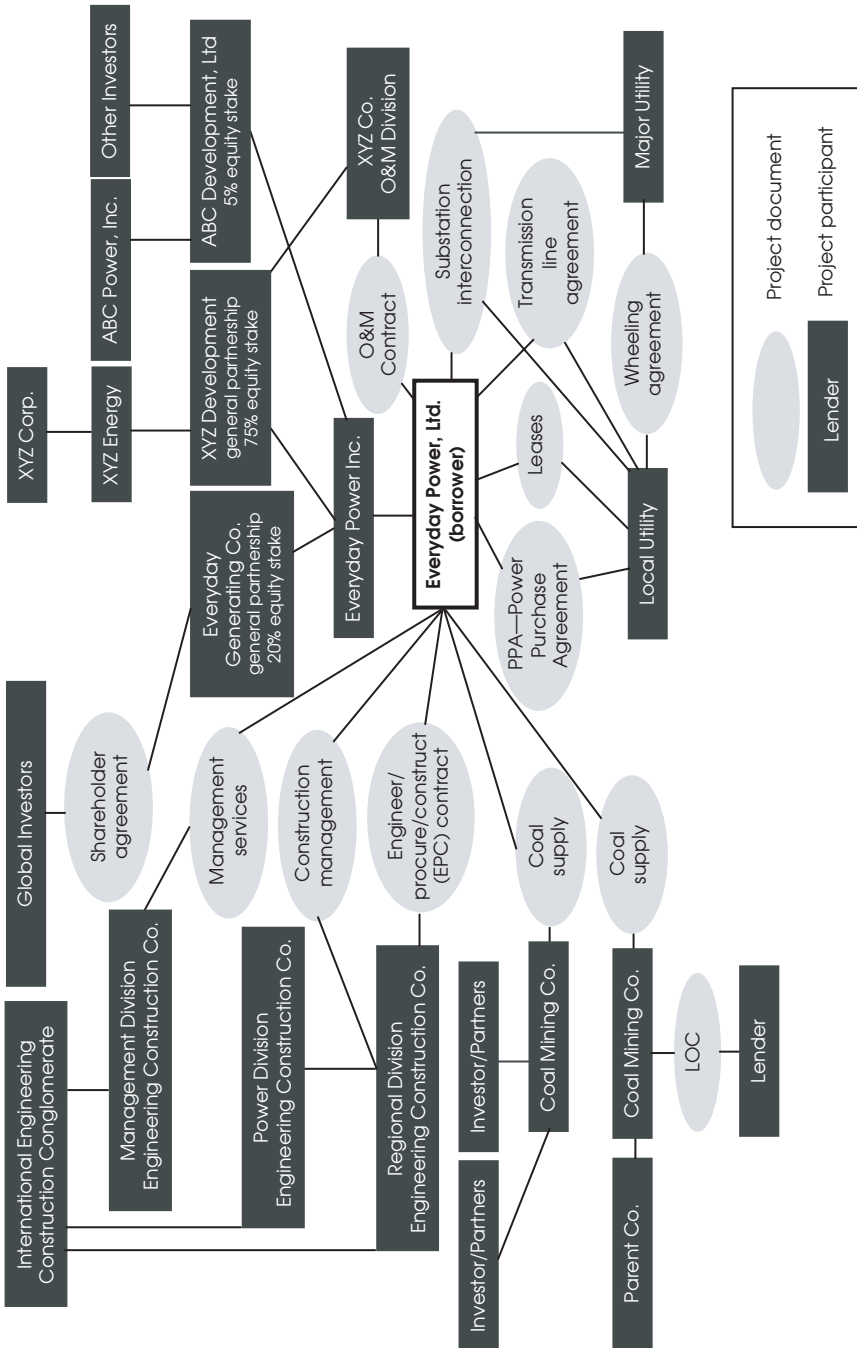 XYZ Corp.
XYZ Energy
ABC Power, Inc.
Other Investors
Global Investors
International Engineering
Construction Conglomerate
Shareholder
agreement
Everyday
Generating Co.
general partnership
20% equity stake
XYZ Development
general partnership
75% equity stake
ABC Development, Ltd
5% equity stake
Management Division
Engineering Construction Co.
Management
services
Everyday Power Inc.
O&M
Contract
XYZ Co.
O&M Division
Power Division
Engineering Construction Co.
Construction
management
Everyday Power, Ltd.
(borrower)
Substation
interconnection
Regional Division
Engineering Construction Co.
Engineer/
procure/construct
(EPC) contract
PPA—Power
Purchase
Agreement
Leases
Transmission
line
agreement
Investor/Partners
Investor/Partners
Coal Mining Co.
Coal
supply
Local Utility
Wheeling
agreement
Major Utility
Parent Co.
Coal Mining Co.
Coal
supply
LOC
Lender
Project document
Lender
Project participant